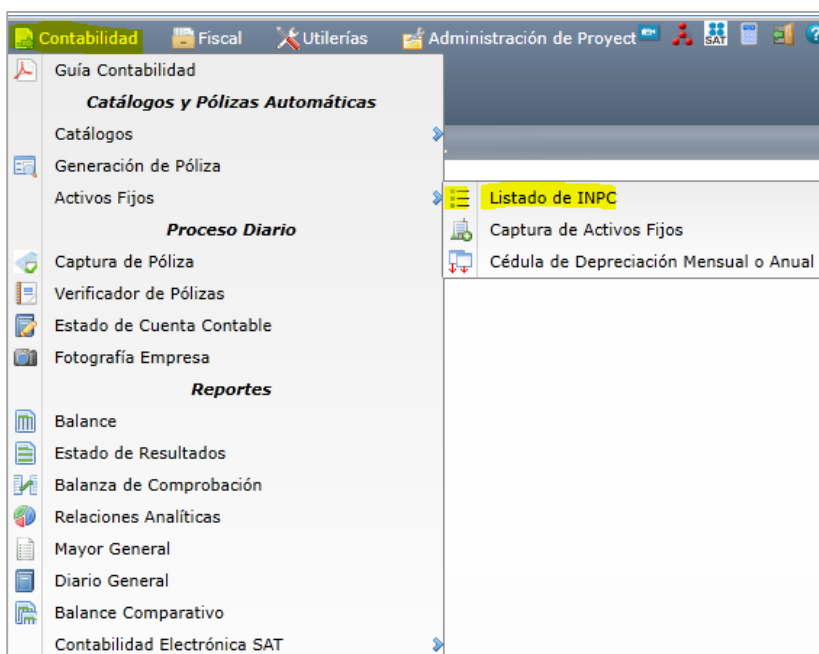 Contabilidad Fiscal Utilerías Administración de Proyect SAT
Guía Contabilidad
Catálogos y Pólizas Automáticas
Catálogos
Generación de Póliza
Activos Fijos
Listado de INPC
Captura de Activos Fijos
Cédula de Depreciación Mensual o Anual
Proceso Diario
Captura de Póliza
Verificador de Pólizas
Estado de Cuenta Contable
Fotografía Empresa
Reportes
Balance
Estado de Resultados
Balanza de Comprobación
Relaciones Analíticas
Mayor General
Diario General
Balance Comparativo
Contabilidad Electrónica SAT